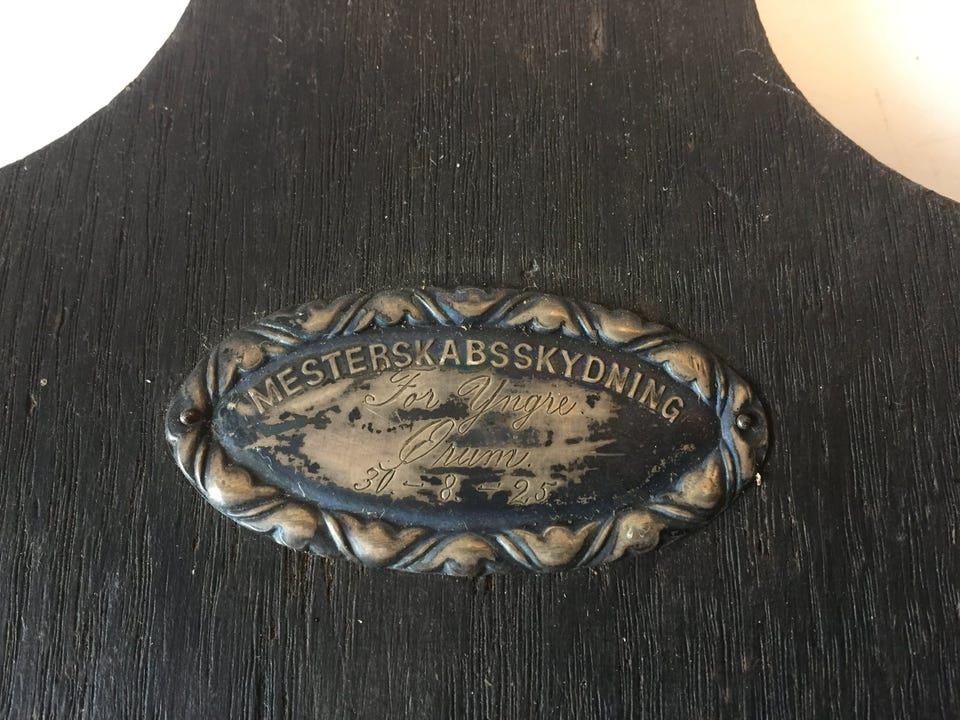 MESTERSKABSSKYDNING
For Yngre.
Ørum
30-8-25